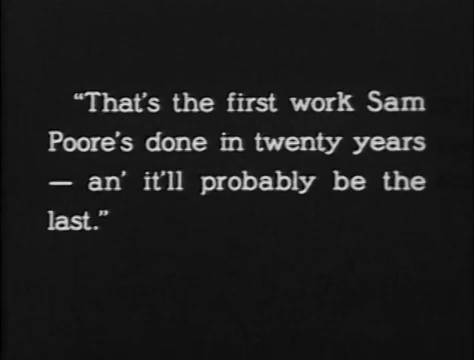 “That's the first work Sam
Poore's done in twenty years
— an' it'll probably be the
last.”